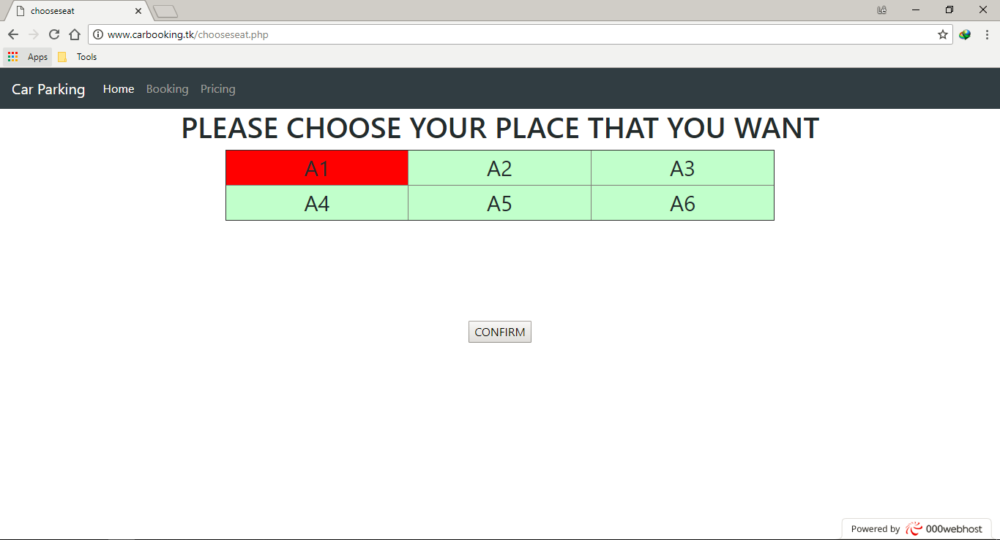 chooseseat
Lê
www.carbooking.tk/chooseseat.php
Apps Tools
Car Parking Home Booking Pricing
PLEASE CHOOSE YOUR PLACE THAT YOU WANT
A1 A2 A3
A4 A5 A6
CONFIRM
Powered by 000webhost